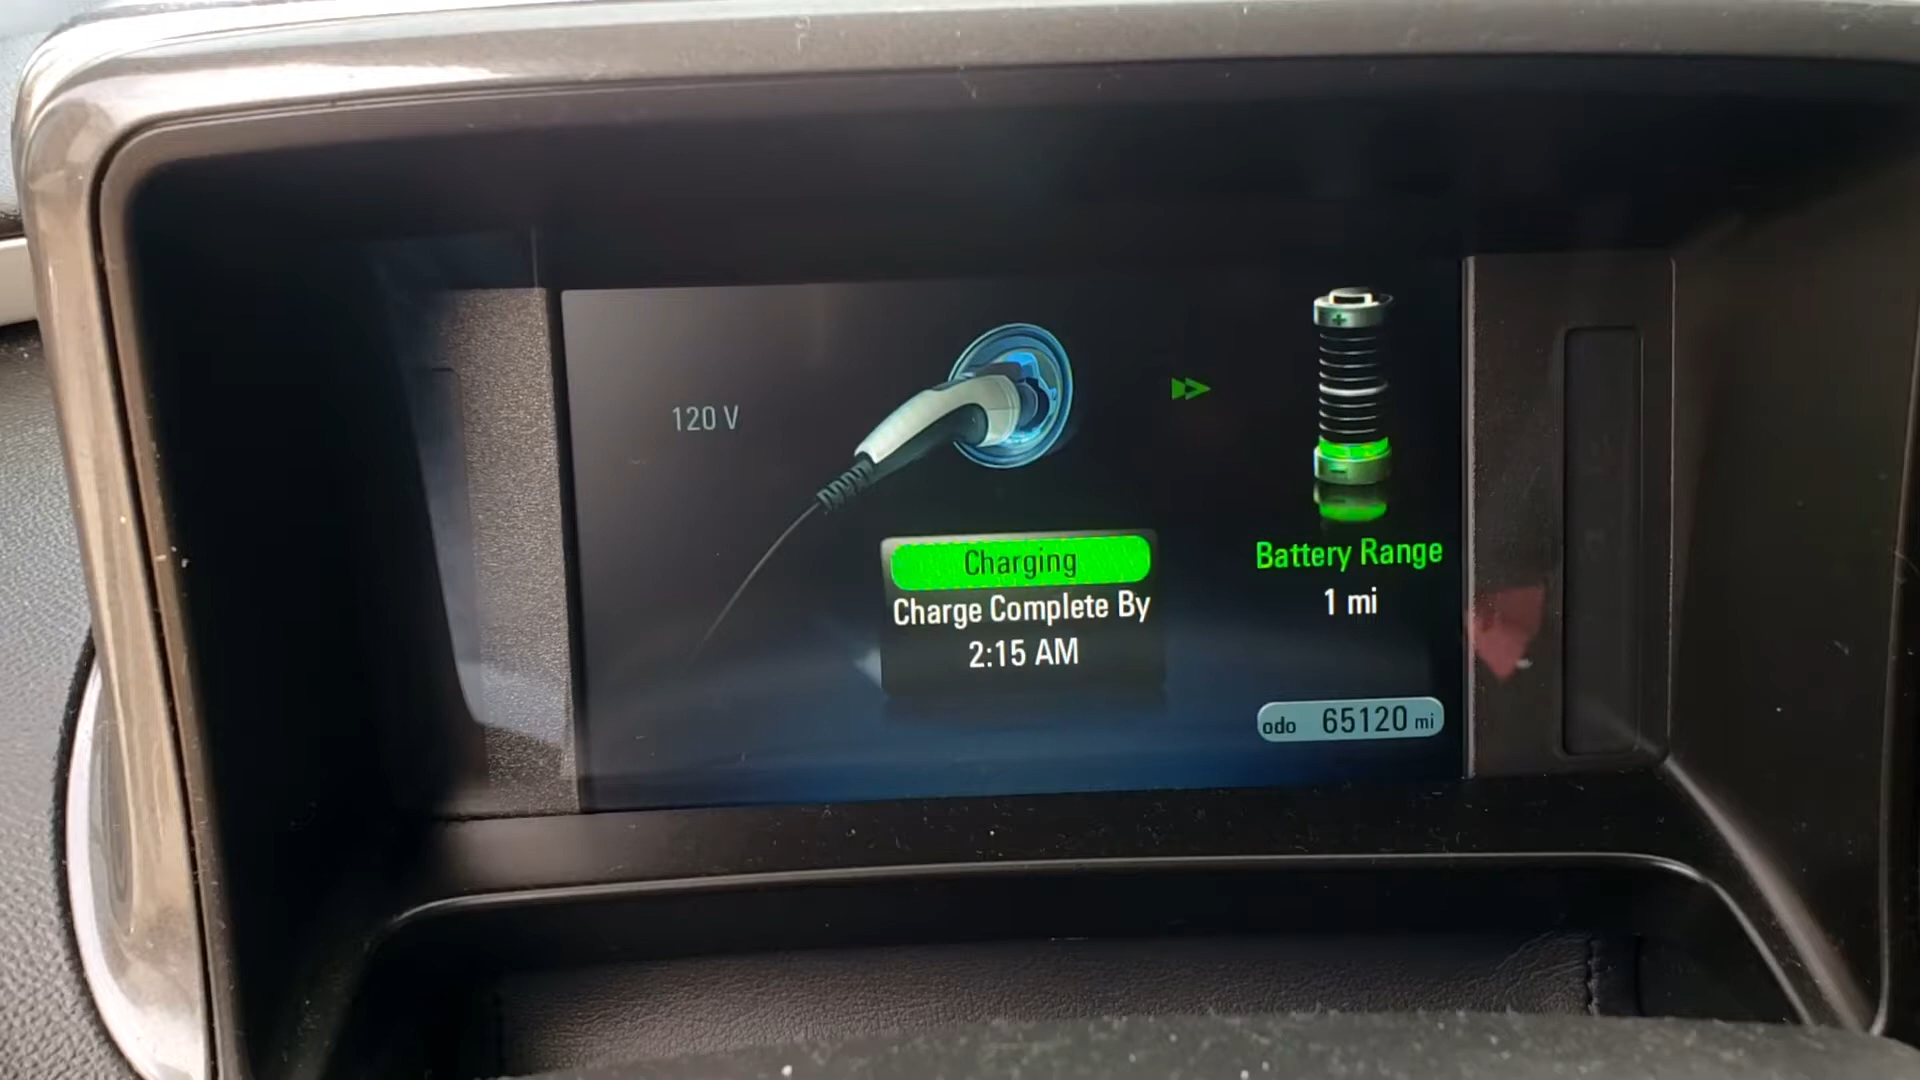 120 V
Charging
Charge Complete By
2:15 AM
Battery Range
1 mi
odo 65120 mi